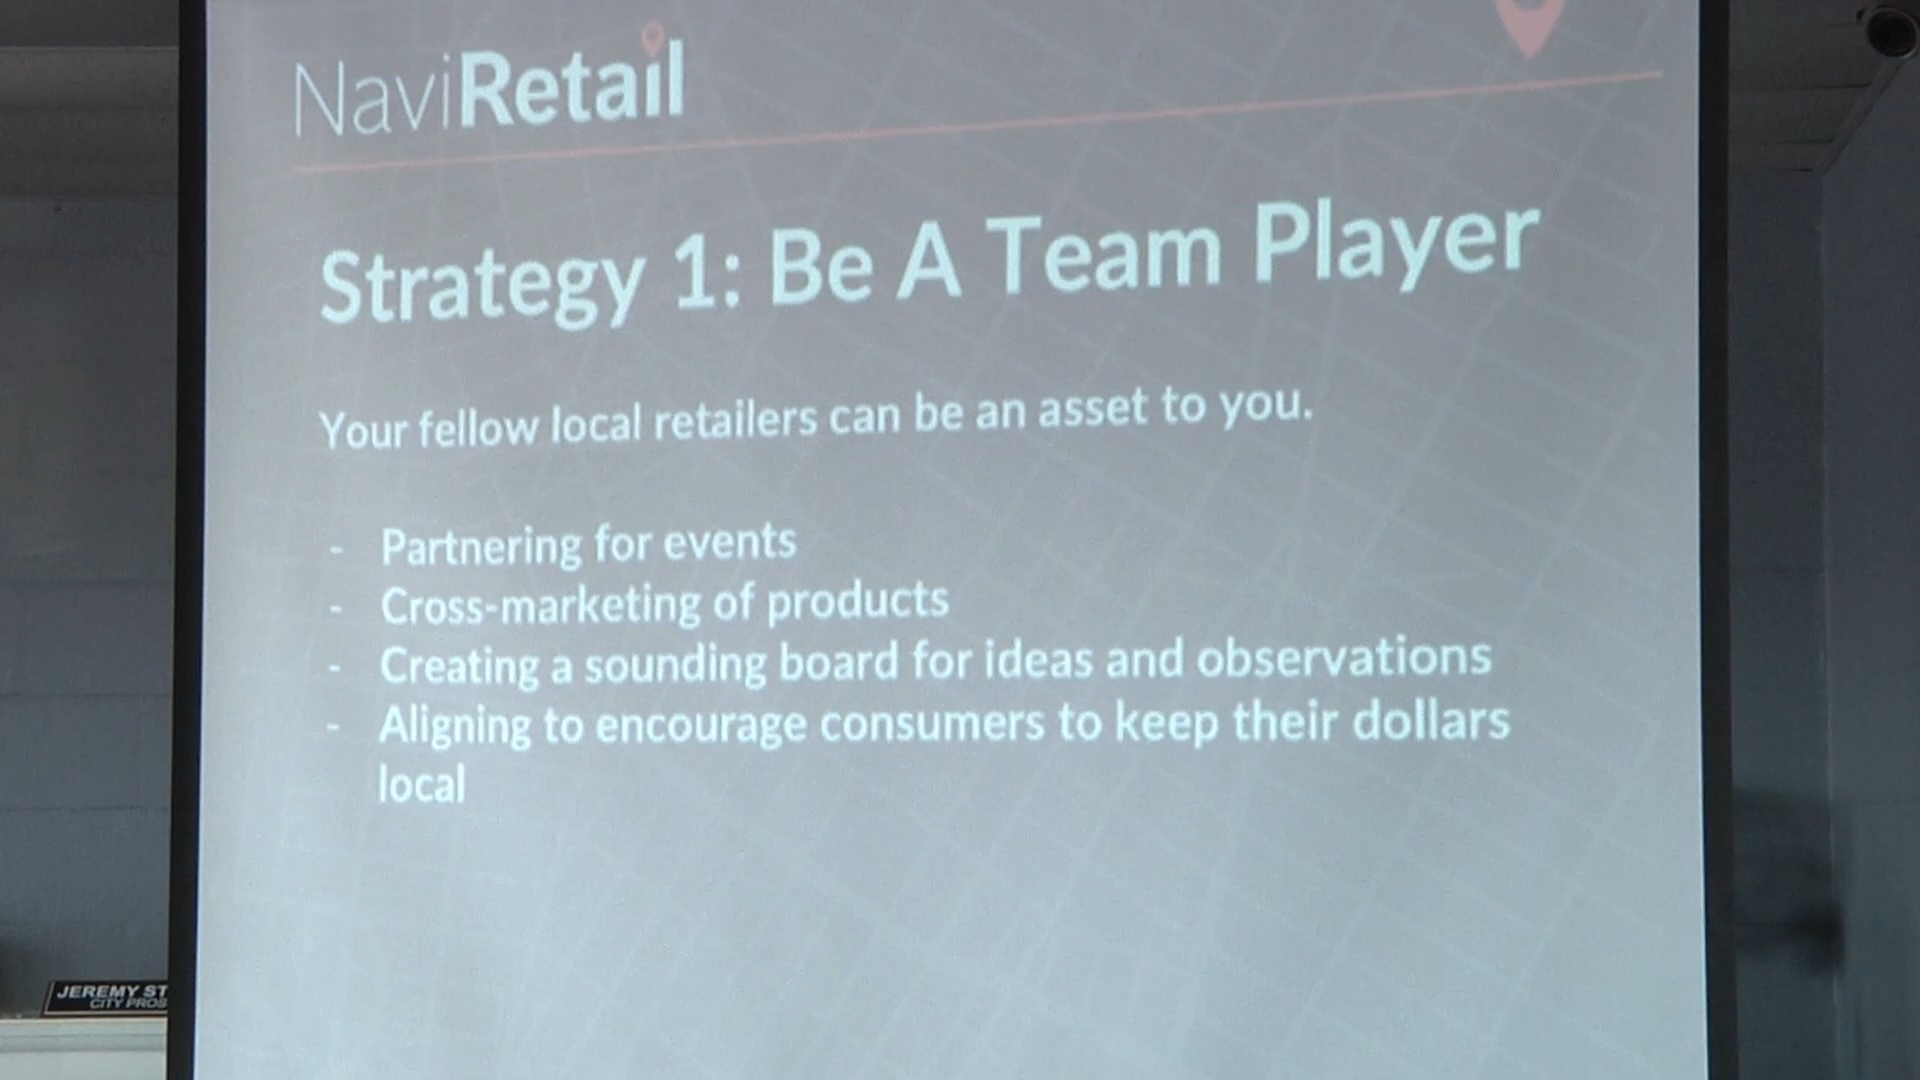 NaviRetail
Strategy 1: Be A Team Player
Your fellow local retailers can be an asset to you.
- Partnering for events
- Cross-marketing of products
- Creating a sounding board for ideas and observations
- Aligning to encourage consumers to keep their dollars
local
JEREMY
CITY